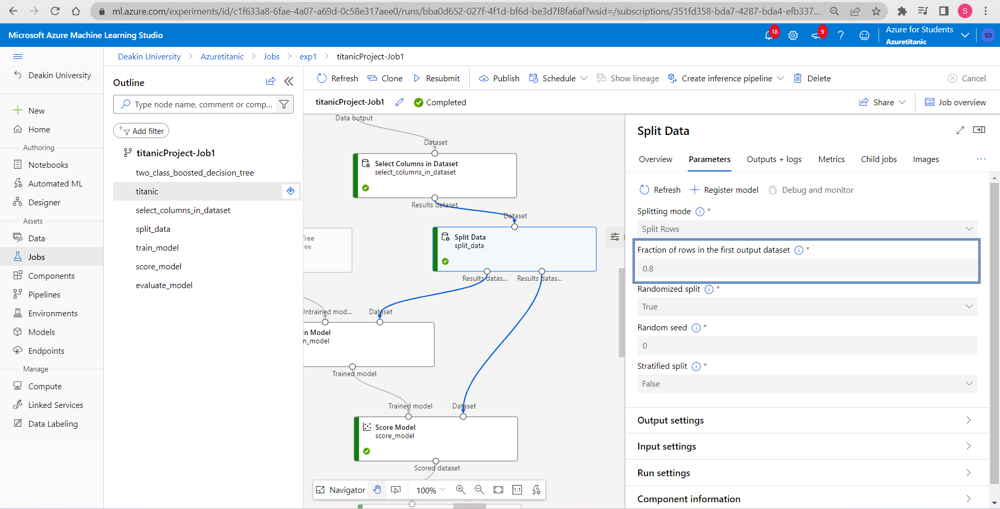 ml.azure.com/experiments/id/c1f633a8-6fae-4a07-a69d-0c58e317aee0/runs/bba0d652-027f-4f1d-bf6d-be3d7f8fa6af?wsid=/subscriptions/351fd358-bda7-4287-bda4-efb337...
S
Microsoft Azure Machine Learning Studio
18
9
Azure for Students
Azuretitanic
SD
Deakin University
New
Home
Authoring
Notebooks
Automated ML
Designer
Assets
Data
Jobs
Components
Pipelines
Environments
Models
Endpoints
Manage
Compute
Linked Services
Data Labeling
Deakin University > Azuretitanic > Jobs > exp1 > titanicProject-Job1
Outline
Type node name, comment or comp...
Add filter
titanicProject-Job1
two_class_boosted_decision_tree
titanic
select_columns_in_dataset
split_data
train_model
score_model
evaluate_model
Refresh Clone Resubmit Publish Schedule Show lineage Create inference pipeline Delete Cancel
titanicProject-Job1 Completed Share Job overview
Data output
Dataset
Select Columns in Dataset
select_columns_in_dataset
Results dataset
Dataset
Tree
ree
Split Data
split_data
Results datas... Results datas...
Untrained mod... Dataset
in Model
n_model
Trained model
Trained model Dataset
Score Model
score_model
Scored dataset
Navigator 100% 1:1
Split Data
Overview Parameters Outputs + logs Metrics Child jobs Images ...
Refresh Register model Debug and monitor
Splitting mode *
Split Rows
Fraction of rows in the first output dataset *
0.8
Randomized split *
True
Random seed *
0
Stratified split *
False
Output settings
Input settings
Run settings
Component information